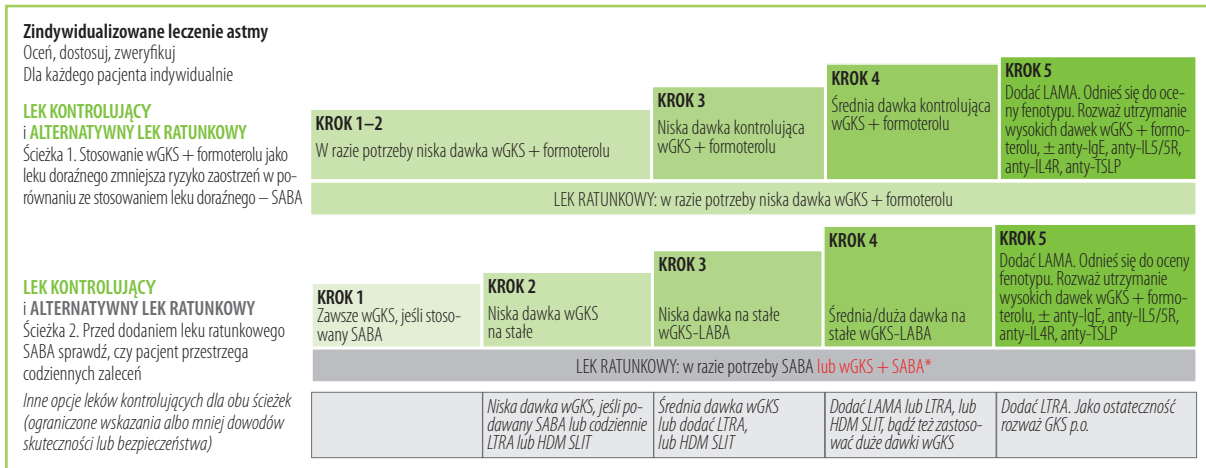 Zindywidualizowane leczenie astmy
Oceń, dostosuj, zweryfikuj
Dla każdego pacjenta indywidualnie
LEK KONTROLUJĄCY
i ALTERNATYWNY LEK RATUNKOWY
Ścieżka 1. Stosowanie wGKS + formoterolu jako
leku doraźnego zmniejsza ryzyko zaostrzeń w po-
równaniu ze stosowaniem leku doraźnego – SABA
KROK 1–2
W razie potrzeby niska dawka wGKS + formoterolu
KROK 3
Niska dawka kontrolująca
wGKS + formoterolu
KROK 4
Średnia dawka kontrolująca
wGKS + formoterolu
KROK 5
Dodać LAMA. Odnieś się do oce-
ny fenotypu. Rozważ utrzymanie
wysokich dawek wGKS + formo-
terolu, ± anty-IgE, anty-IL5/5R,
anty-IL4R, anty-TSLP
LEK RATUNKOWY: w razie potrzeby niska dawka wGKS + formoterolu
LEK KONTROLUJĄCY
i ALTERNATYWNY LEK RATUNKOWY
Ścieżka 2. Przed dodaniem leku ratunkowego
SABA sprawdź, czy pacjent przestrzega
codziennych zaleceń
KROK 1
Zawsze wGKS, jeśli stoso-
wany SABA
KROK 2
Niska dawka wGKS
na stałe
KROK 3
Niska dawka na stałe
wGKS-LABA
KROK 4
Średnia/duża dawka na
stałe wGKS-LABA
KROK 5
Dodać LAMA. Odnieś się do oceny
fenotypu. Rozważ utrzymanie
wysokich dawek wGKS + formo-
terolu, ± anty-IgE, anty-IL5/5R,
anty-IL4R, anty-TSLP
LEK RATUNKOWY: w razie potrzeby SABA lub wGKS + SABA*
Inne opcje leków kontrolujących dla obu ścieżek
(ograniczone wskazania albo mniej dowodów
skuteczności lub bezpieczeństwa)
Niska dawka wGKS, jeśli po-
dawany SABA lub codziennie
LTRA lub HDM SLIT
Średnia dawka wGKS
lub dodać LTRA,
lub HDM SLIT
Dodać LAMA lub LTRA, lub
HDM SLIT, bądź też zastoso-
wać duże dawki wGKS
Dodać LTRA. Jako ostateczność
rozważ GKS p.o.